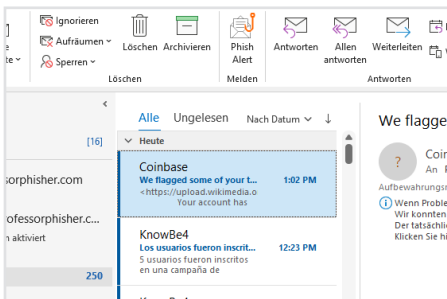 Ignorieren
Aufräumen
Sperren
Löschen
Archivieren
Phish
Alert
Antworten
Allen
antworten
Weiterleiten
Löschen
Melden
Antworten
[16]
sorphisher.com
ofessorphisher.c...
aktiviert
250
Alle
Ungelesen
Nach Datum
Heute
Coinbase
We flagged some of your t...
1:02 PM
<https://upload.wikimedia.o
Your account has
KnowBe4
Los usuarios fueron inscrit...
12:23 PM
5 usuarios fueron inscritos
en una campaña de
We flagge
?
Coin
An
Aufbewahrungsr
Wenn Proble
Wir konnten
Der tatsächlic
Klicken Sie hi